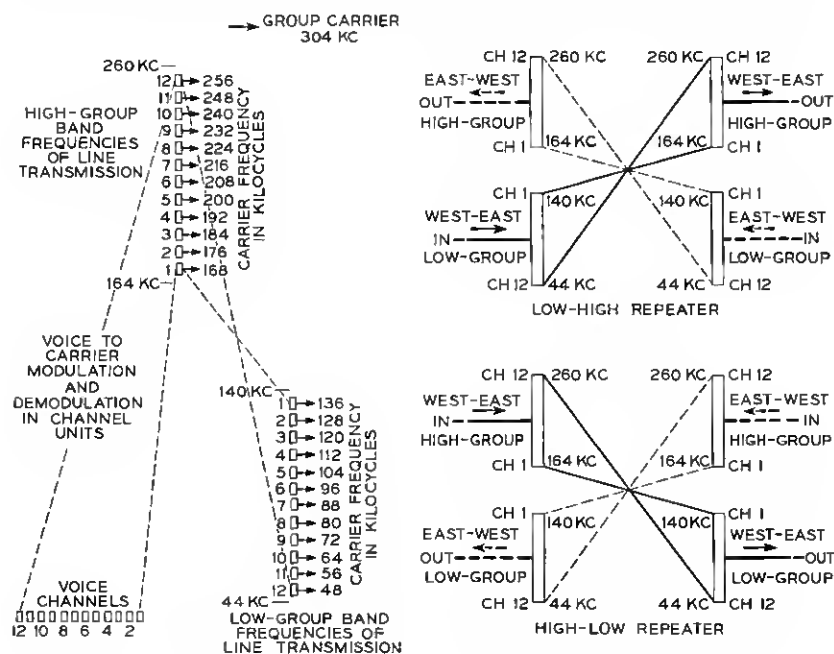 GROUP CARRIER
304 KC
260 KC
12 256
11 248
10 240
9 232
8 224
7 216
6 208
5 200
4 192
3 184
2 176
1 168
164 KC
CARRIER FREQUENCY
IN KILOCYCLES
HIGH-GROUP
BAND
FREQUENCIES
OF LINE
TRANSMISSION
VOICE TO
CARRIER
MODULATION
AND
DEMODULATION
IN CHANNEL
UNITS
140 KC
1 136
2 128
3 120
4 112
5 104
6 96
7 88
8 80
9 72
10 64
11 56
12 48
44 KC
CARRIER FREQUENCY
IN KILOCYCLES
LOW-GROUP BAND
FREQUENCIES OF
LINE TRANSMISSION
VOICE
CHANNELS
12 10 8 6 4 2
CH 12 260 KC 260 KC CH 12
EAST-WEST WEST-EAST
OUT OUT
HIGH-GROUP HIGH-GROUP
164 KC 164 KC
CH 1 CH 1
CH 1 CH 1
140 KC 140 KC
WEST-EAST EAST-WEST
IN IN
LOW-GROUP LOW-GROUP
CH 12 44 KC 44 KC CH 12
LOW-HIGH REPEATER
CH 12 260 KC 260 KC CH 12
WEST-EAST EAST-WEST
IN IN
HIGH-GROUP HIGH-GROUP
CH 1 164 KC 164 KC CH 1
CH 1 CH 1
140 KC 140 KC
EAST-WEST WEST-EAST
OUT OUT
LOW-GROUP LOW-GROUP
CH 12 44 KC 44 KC CH 12
HIGH-LOW REPEATER